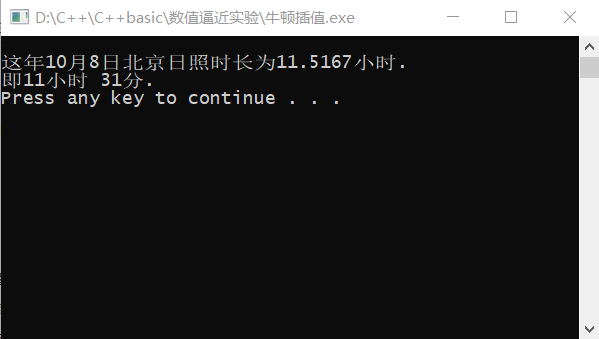 D:\C++\C++basic\数值逼近实验\牛顿插值.exe
这年10月8日北京日照时长为11.5167小时.
即11小时 31分.
Press any key to continue . . .